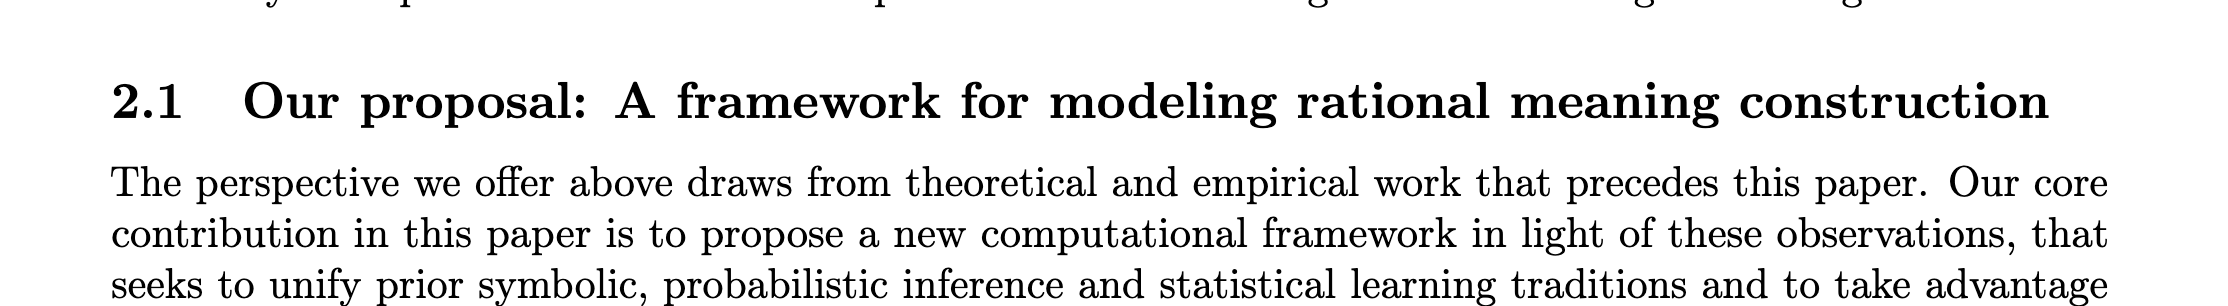 2.1 Our proposal: A framework for modeling rational meaning construction
The perspective we offer above draws from theoretical and empirical work that precedes this paper. Our core
contribution in this paper is to propose a new computational framework in light of these observations, that
seeks to unify prior symbolic, probabilistic inference and statistical learning traditions and to take advantage